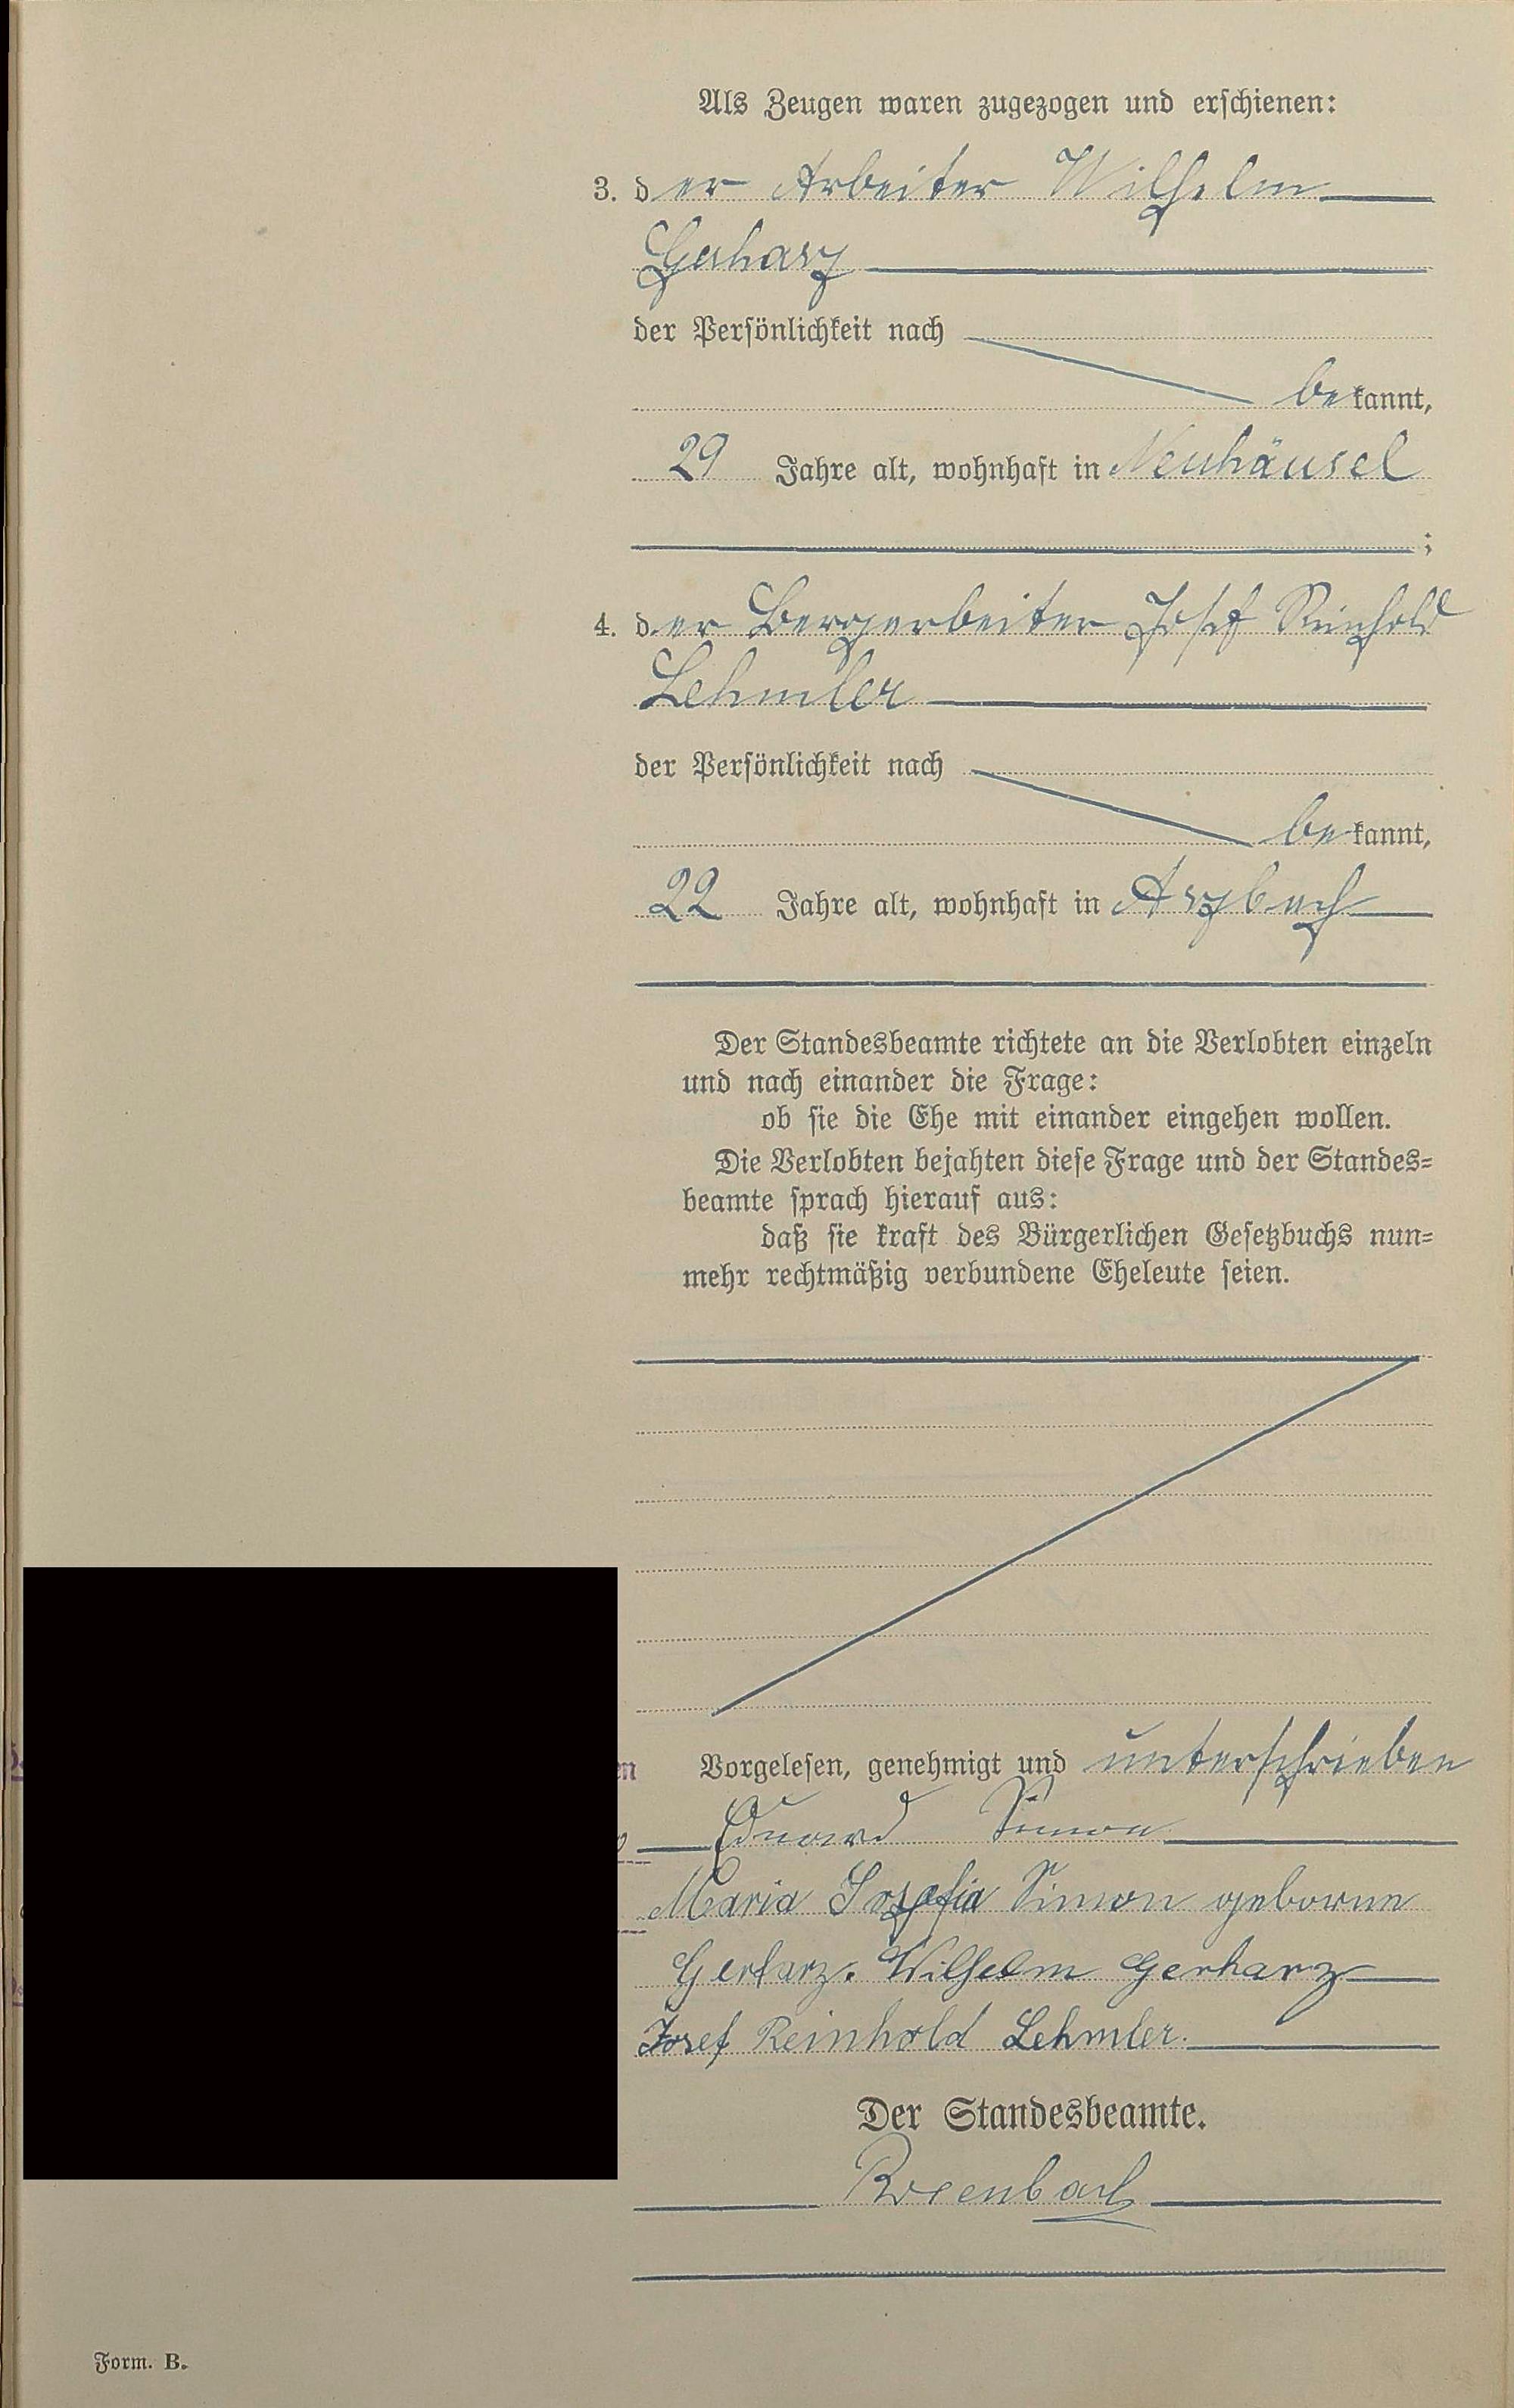 Als Zeugen waren zugezogen und erschienen:
3. der Arbeiter Wilhelm
Gerharz
der Persönlichkeit nach
bekannt,
29 Jahre alt, wohnhaft in Neuhäusel
;
4. der Bergarbeiter Josef Reinhold
Lehmler
der Persönlichkeit nach
bekannt,
22 Jahre alt, wohnhaft in Arzbach
Der Standesbeamte richtete an die Verlobten einzeln
und nach einander die Frage:
ob sie die Ehe mit einander eingehen wollen.
Die Verlobten bejahten diese Frage und der Standes=
beamte sprach hierauf aus:
daß sie kraft des Bürgerlichen Gesetzbuchs nun=
mehr rechtmäßig verbundene Eheleute seien.
Vorgelesen, genehmigt und unterschrieben
Eduard Simon
Maria Josefia Simon geborne
Gerharz. Wilhelm Gerharz
Josef Reinhold Lehmler.
Der Standesbeamte.
Form. B.